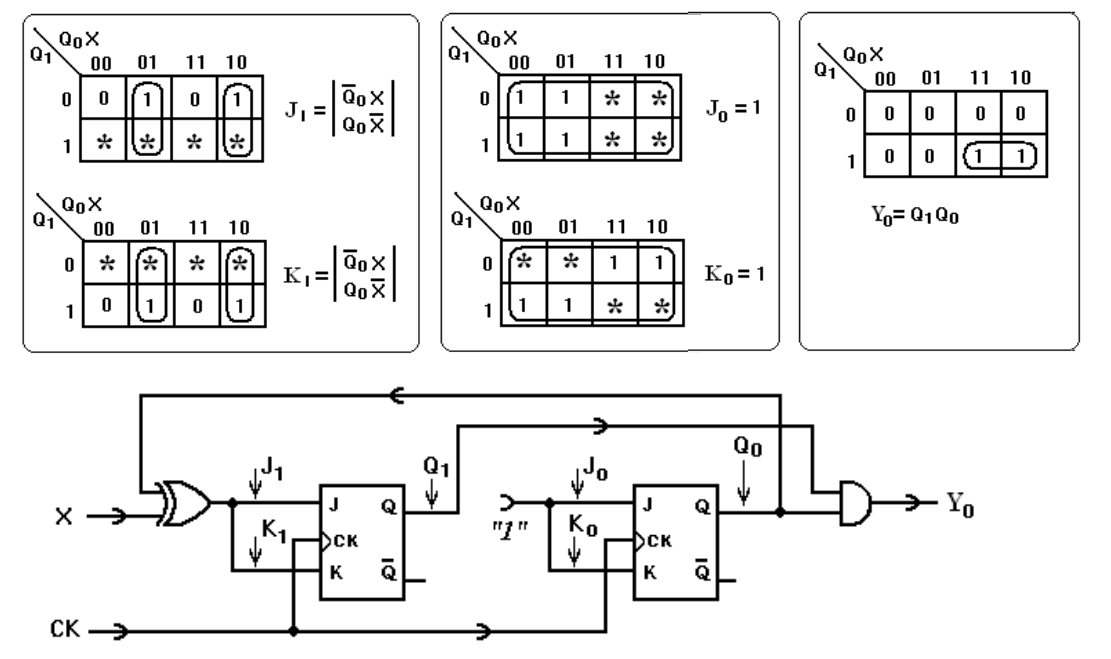 Q₀X
Q₁
00 01 11 10
0 0 1 0 1
1 * * * *
J₁ = | Q̅₀X
Q₀X̅ |
Q₀X
Q₁
00 01 11 10
0 * * * *
1 0 1 0 1
K₁ = | Q̅₀X
Q₀X̅ |
Q₀X
Q₁
00 01 11 10
0 1 1 * *
1 1 1 * *
J₀ = 1
Q₀X
Q₁
00 01 11 10
0 * * 1 1
1 1 1 * *
K₀ = 1
Q₀X
Q₁
00 01 11 10
0 0 0 0 0
1 0 0 1 1
Y₀= Q₁Q₀
X
CK
J₁
K₁
J Q
CK
K Q̅
Q₁
"1"
J₀
K₀
J Q
CK
K Q̅
Q₀
Y₀